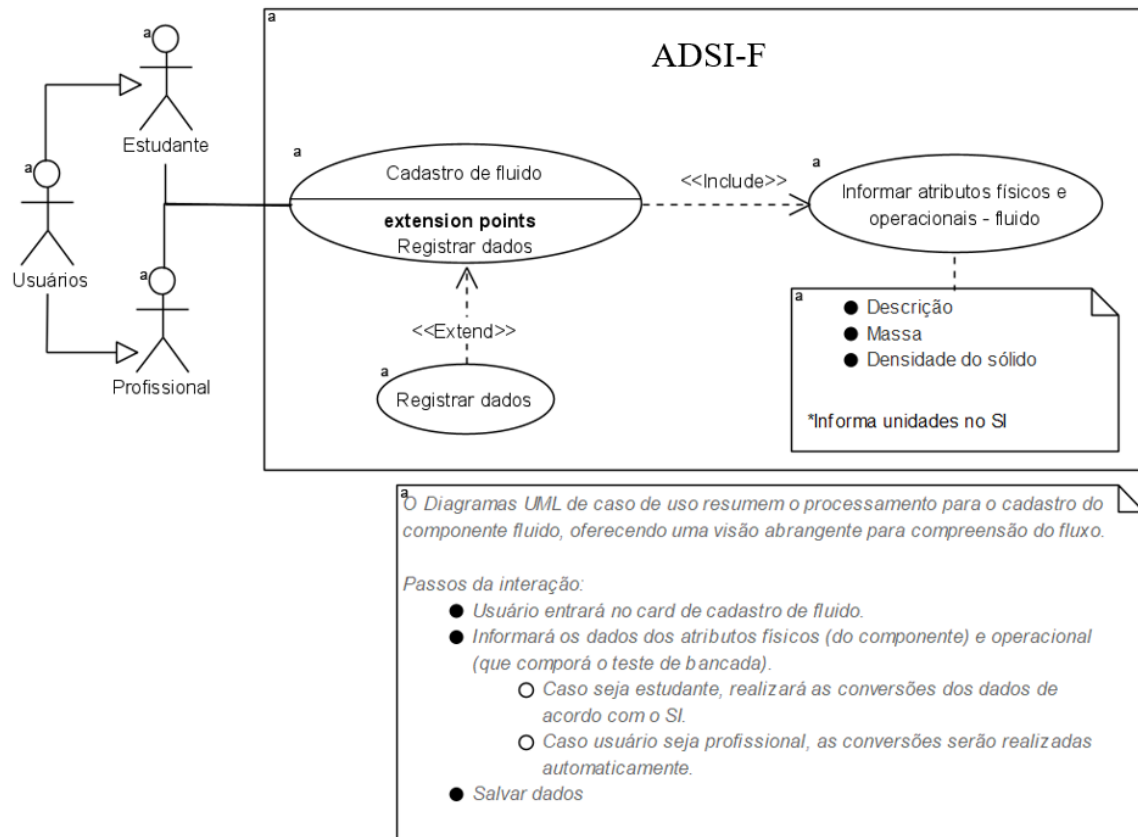 a
a
ADSI-F
Estudante
a
Usuários
a
Profissional
a
Cadastro de fluido
extension points
Registrar dados
<<Include>>
a
Informar atributos físicos e
operacionais - fluido
<<Extend>>
a
Registrar dados
a
● Descrição
● Massa
● Densidade do sólido
*Informa unidades no SI
a
O Diagramas UML de caso de uso resumem o processamento para o cadastro do
componente fluido, oferecendo uma visão abrangente para compreensão do fluxo.
Passos da interação:
● Usuário entrará no card de cadastro de fluido.
● Informará os dados dos atributos físicos (do componente) e operacional
(que comporá o teste de bancada).
○ Caso seja estudante, realizará as conversões dos dados de
acordo com o SI.
○ Caso usuário seja profissional, as conversões serão realizadas
automaticamente.
● Salvar dados